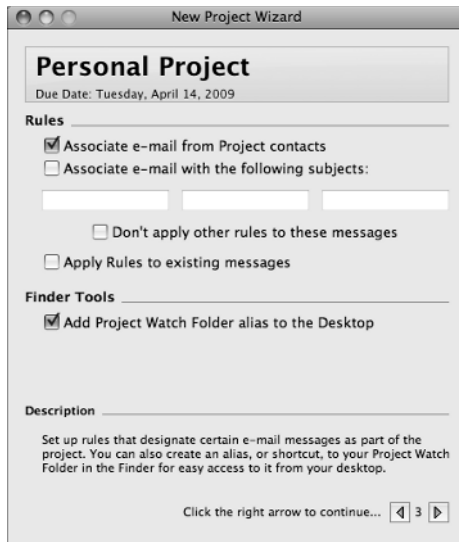 New Project Wizard
Personal Project
Due Date: Tuesday, April 14, 2009
Rules
Associate e-mail from Project contacts
Associate e-mail with the following subjects:
Don't apply other rules to these messages
Apply Rules to existing messages
Finder Tools
Add Project Watch Folder alias to the Desktop
Description
Set up rules that designate certain e-mail messages as part of the
project. You can also create an alias, or shortcut, to your Project Watch
Folder in the Finder for easy access to it from your desktop.
Click the right arrow to continue... 3